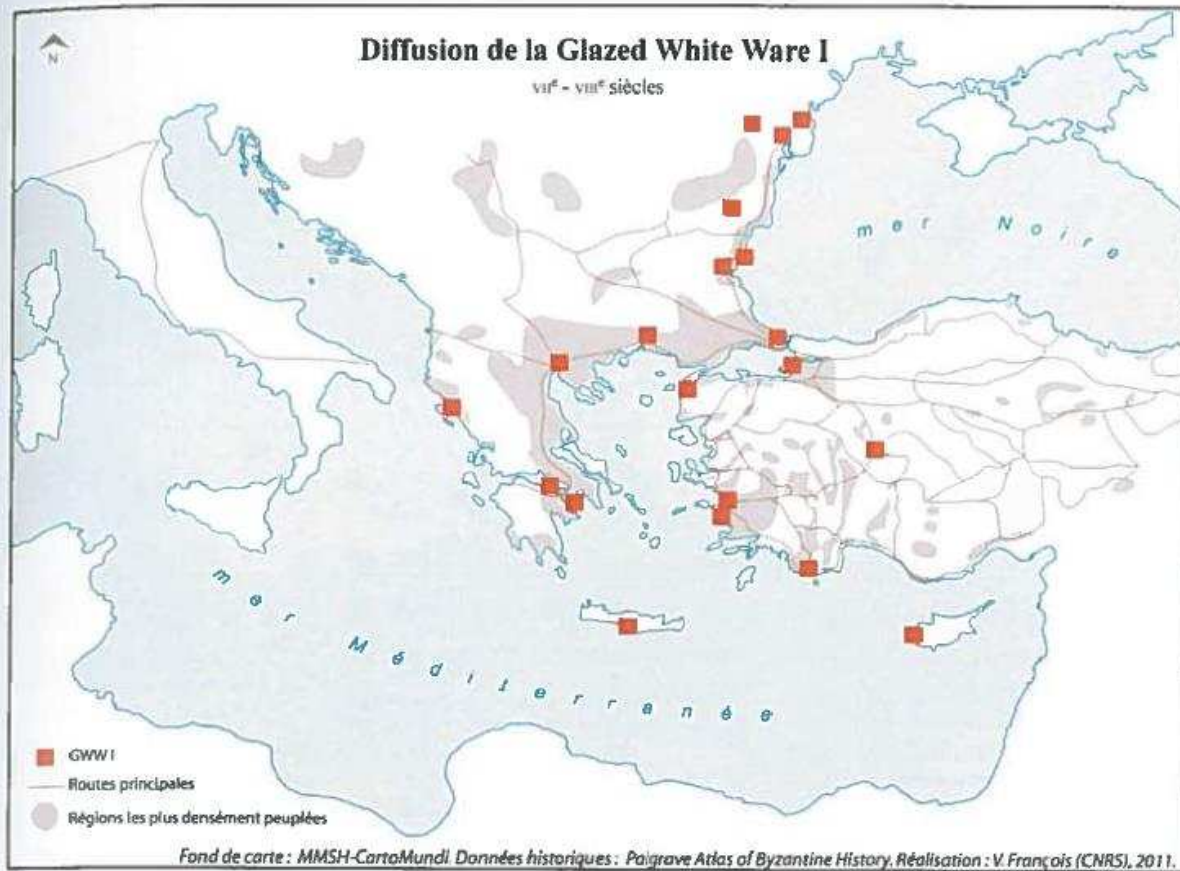 N
Diffusion de la Glazed White Ware I
VIIe - VIIIe siècles
mer Noire
mer Méditerranée
GWW I
Routes principales
Régions les plus densément peuplées
Fond de carte : MMSH-CartoMundi. Données historiques : Palgrave Atlas of Byzantine History. Réalisation : V. François (CNRS), 2011.